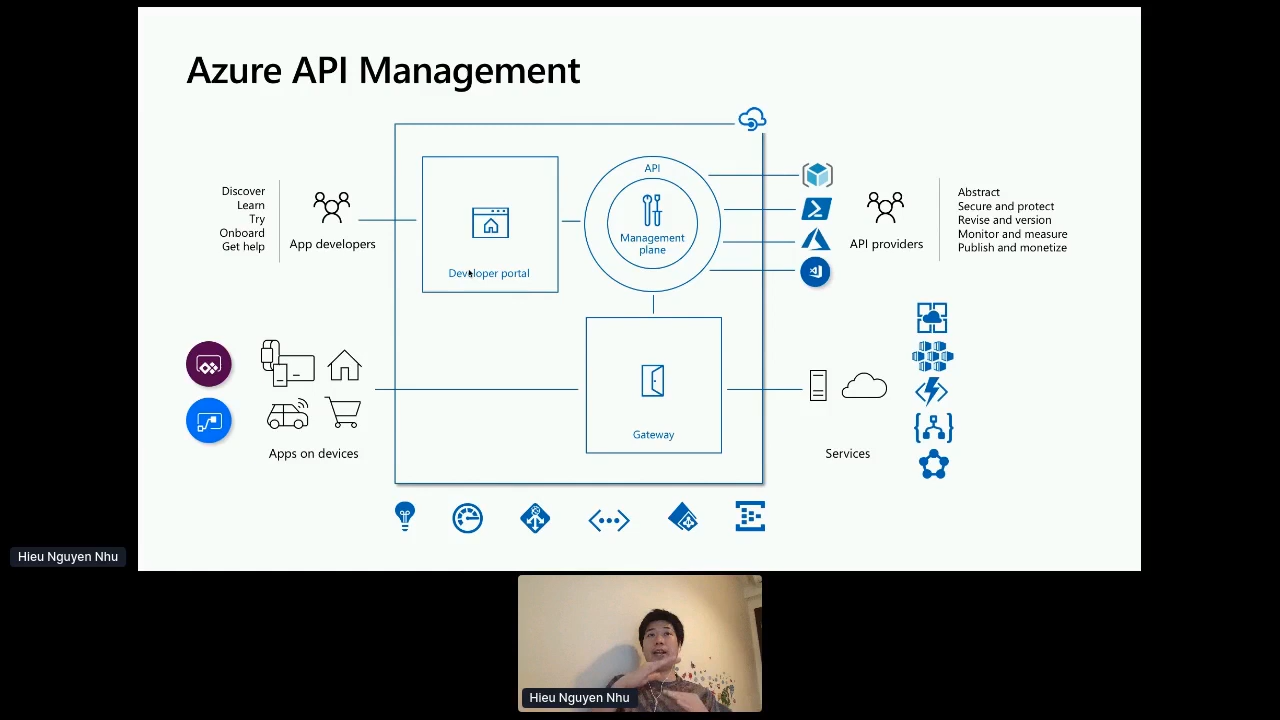 Azure API Management
Discover
Learn
Try
Onboard
Get help
App developers
Developer portal
API
Management
plane
API providers
Abstract
Secure and protect
Revise and version
Monitor and measure
Publish and monetize
Apps on devices
Gateway
Services
Hieu Nguyen Nhu
Hieu Nguyen Nhu